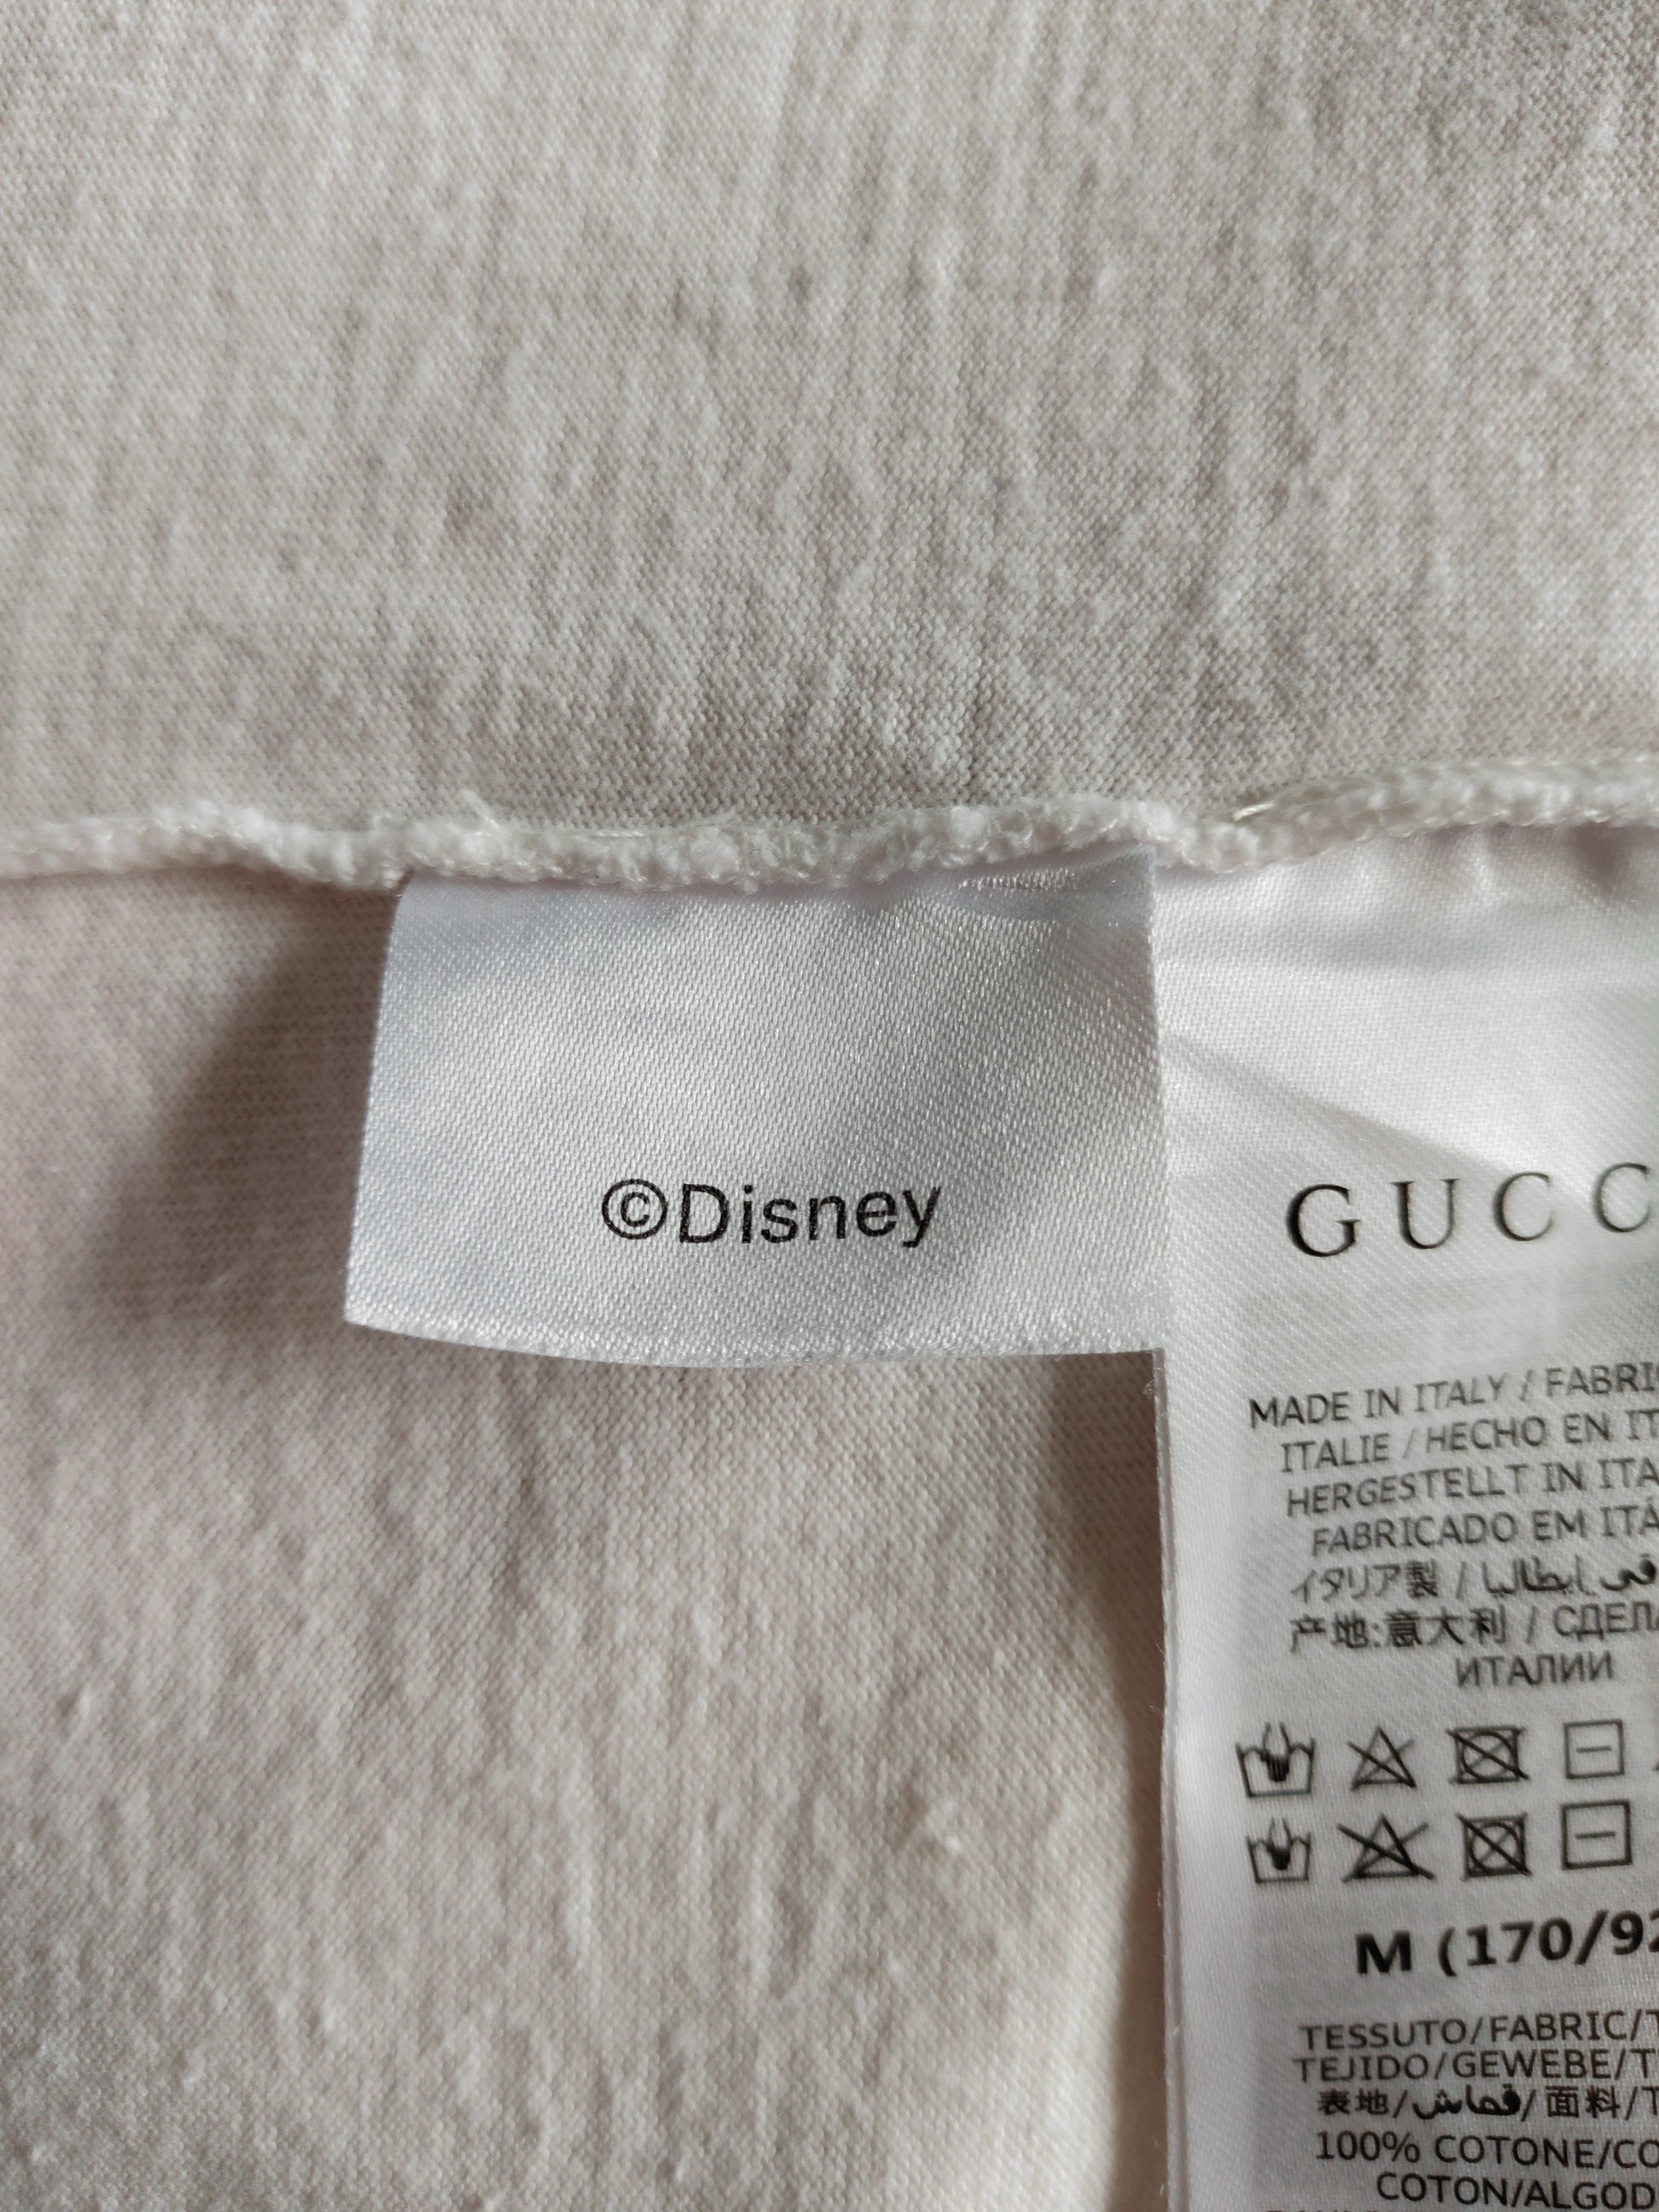 ©Disney
GUCC
MADE IN ITALY / FABRI
ITALIE / HECHO EN IT
HERGESTELLT IN ITA
FABRICADO EM ITÁ
イタリア製 / في إيطاليا
产地:意大利 / СДЕЛА
ИТАЛИИ
M (170/92
TESSUTO/FABRIC/T
TEJIDO/GEWEBE/T
表地/قماش/面料/T
100% COTONE/CO
COTON/ALGOD